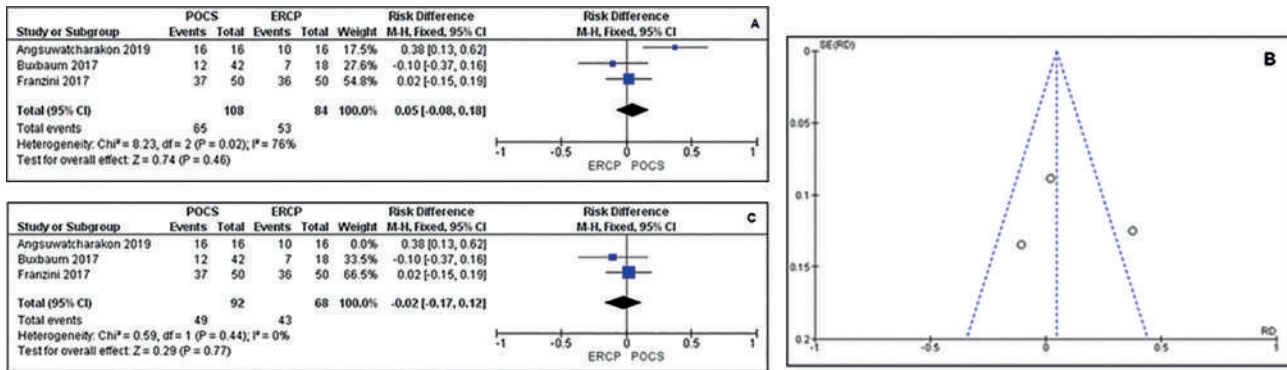 A
POCS ERCP Risk Difference Risk Difference
Study or Subgroup Events Total Events Total Weight M-H, Fixed, 95% CI M-H, Fixed, 95% CI
Angsuwatcharakon 2019 16 16 10 16 17.5% 0.38 [0.13, 0.62]
Buxbaum 2017 12 42 7 18 27.6% -0.10 [-0.37, 0.16]
Franzini 2017 37 50 36 50 54.8% 0.02 [-0.15, 0.19]
Total (95% CI) 108 84 100.0% 0.05 [-0.08, 0.18]
Total events 65 53
Heterogeneity: Chi² = 8.23, df = 2 (P = 0.02); I² = 76%
Test for overall effect: Z = 0.74 (P = 0.46)
-1 -0.5 0 0.5 1
ERCP POCS
C
POCS ERCP Risk Difference Risk Difference
Study or Subgroup Events Total Events Total Weight M-H, Fixed, 95% CI M-H, Fixed, 95% CI
Angsuwatcharakon 2019 16 16 10 16 0.0% 0.38 [0.13, 0.62]
Buxbaum 2017 12 42 7 18 33.5% -0.10 [-0.37, 0.16]
Franzini 2017 37 50 36 50 66.5% 0.02 [-0.15, 0.19]
Total (95% CI) 92 68 100.0% -0.02 [-0.17, 0.12]
Total events 49 43
Heterogeneity: Chi² = 0.59, df = 1 (P = 0.44); I² = 0%
Test for overall effect: Z = 0.29 (P = 0.77)
-1 -0.5 0 0.5 1
ERCP POCS
B
SE(RD)
0
0.05
0.1
0.15
0.2
RD
-1 -0.5 0 0.5 1